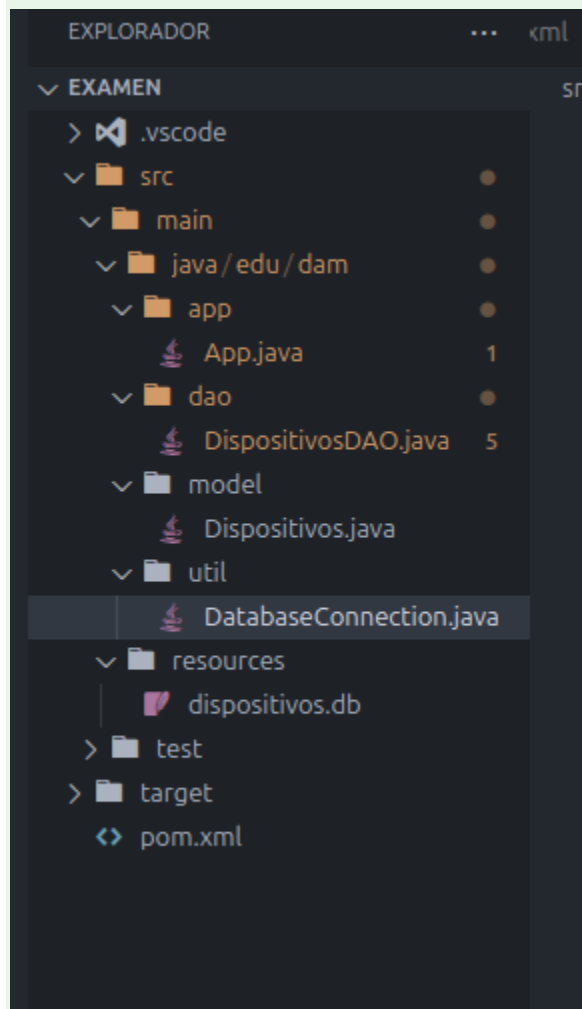 EXPLORADOR ... xml
EXAMEN sr
.vscode
src
main
java/edu/dam
app
App.java 1
dao
DispositivosDAO.java 5
model
Dispositivos.java
util
DatabaseConnection.java
resources
dispositivos.db
test
target
pom.xml